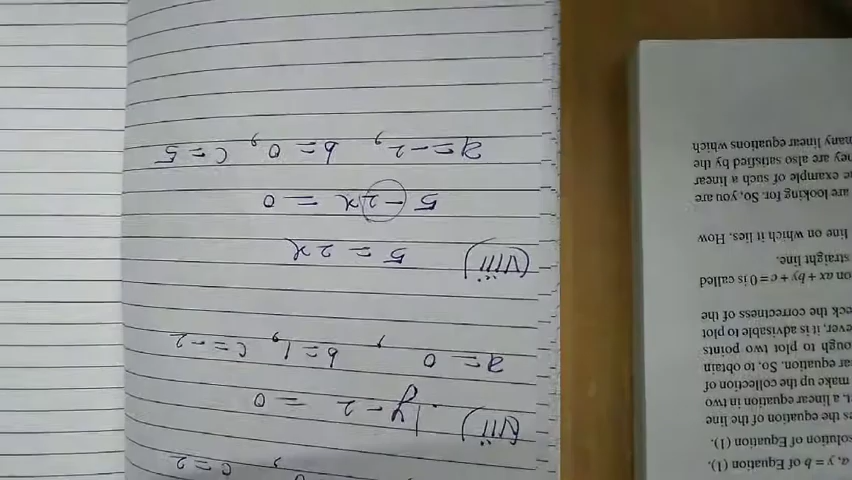 c = -2
(vii) 1y - 2 = 0
a = 0 , b = 1, c = -2
(viii) 5 = 2x
5 - 2x = 0
a = -2, b = 0, c = 5
a, y = b of Equation (1).
solution of Equation (1).
es the equation of the line
t, a linear equation in two
make up the collection of
ear equation. So, to obtain
ough to plot two points
ever, it is advisable to plot
eck the correctness of the
on ax + by + c = 0 is called
straight line.
line on which it lies. How
are looking for. So, you are
e example of such a linear
ey are also satisfied by the
many linear equations which